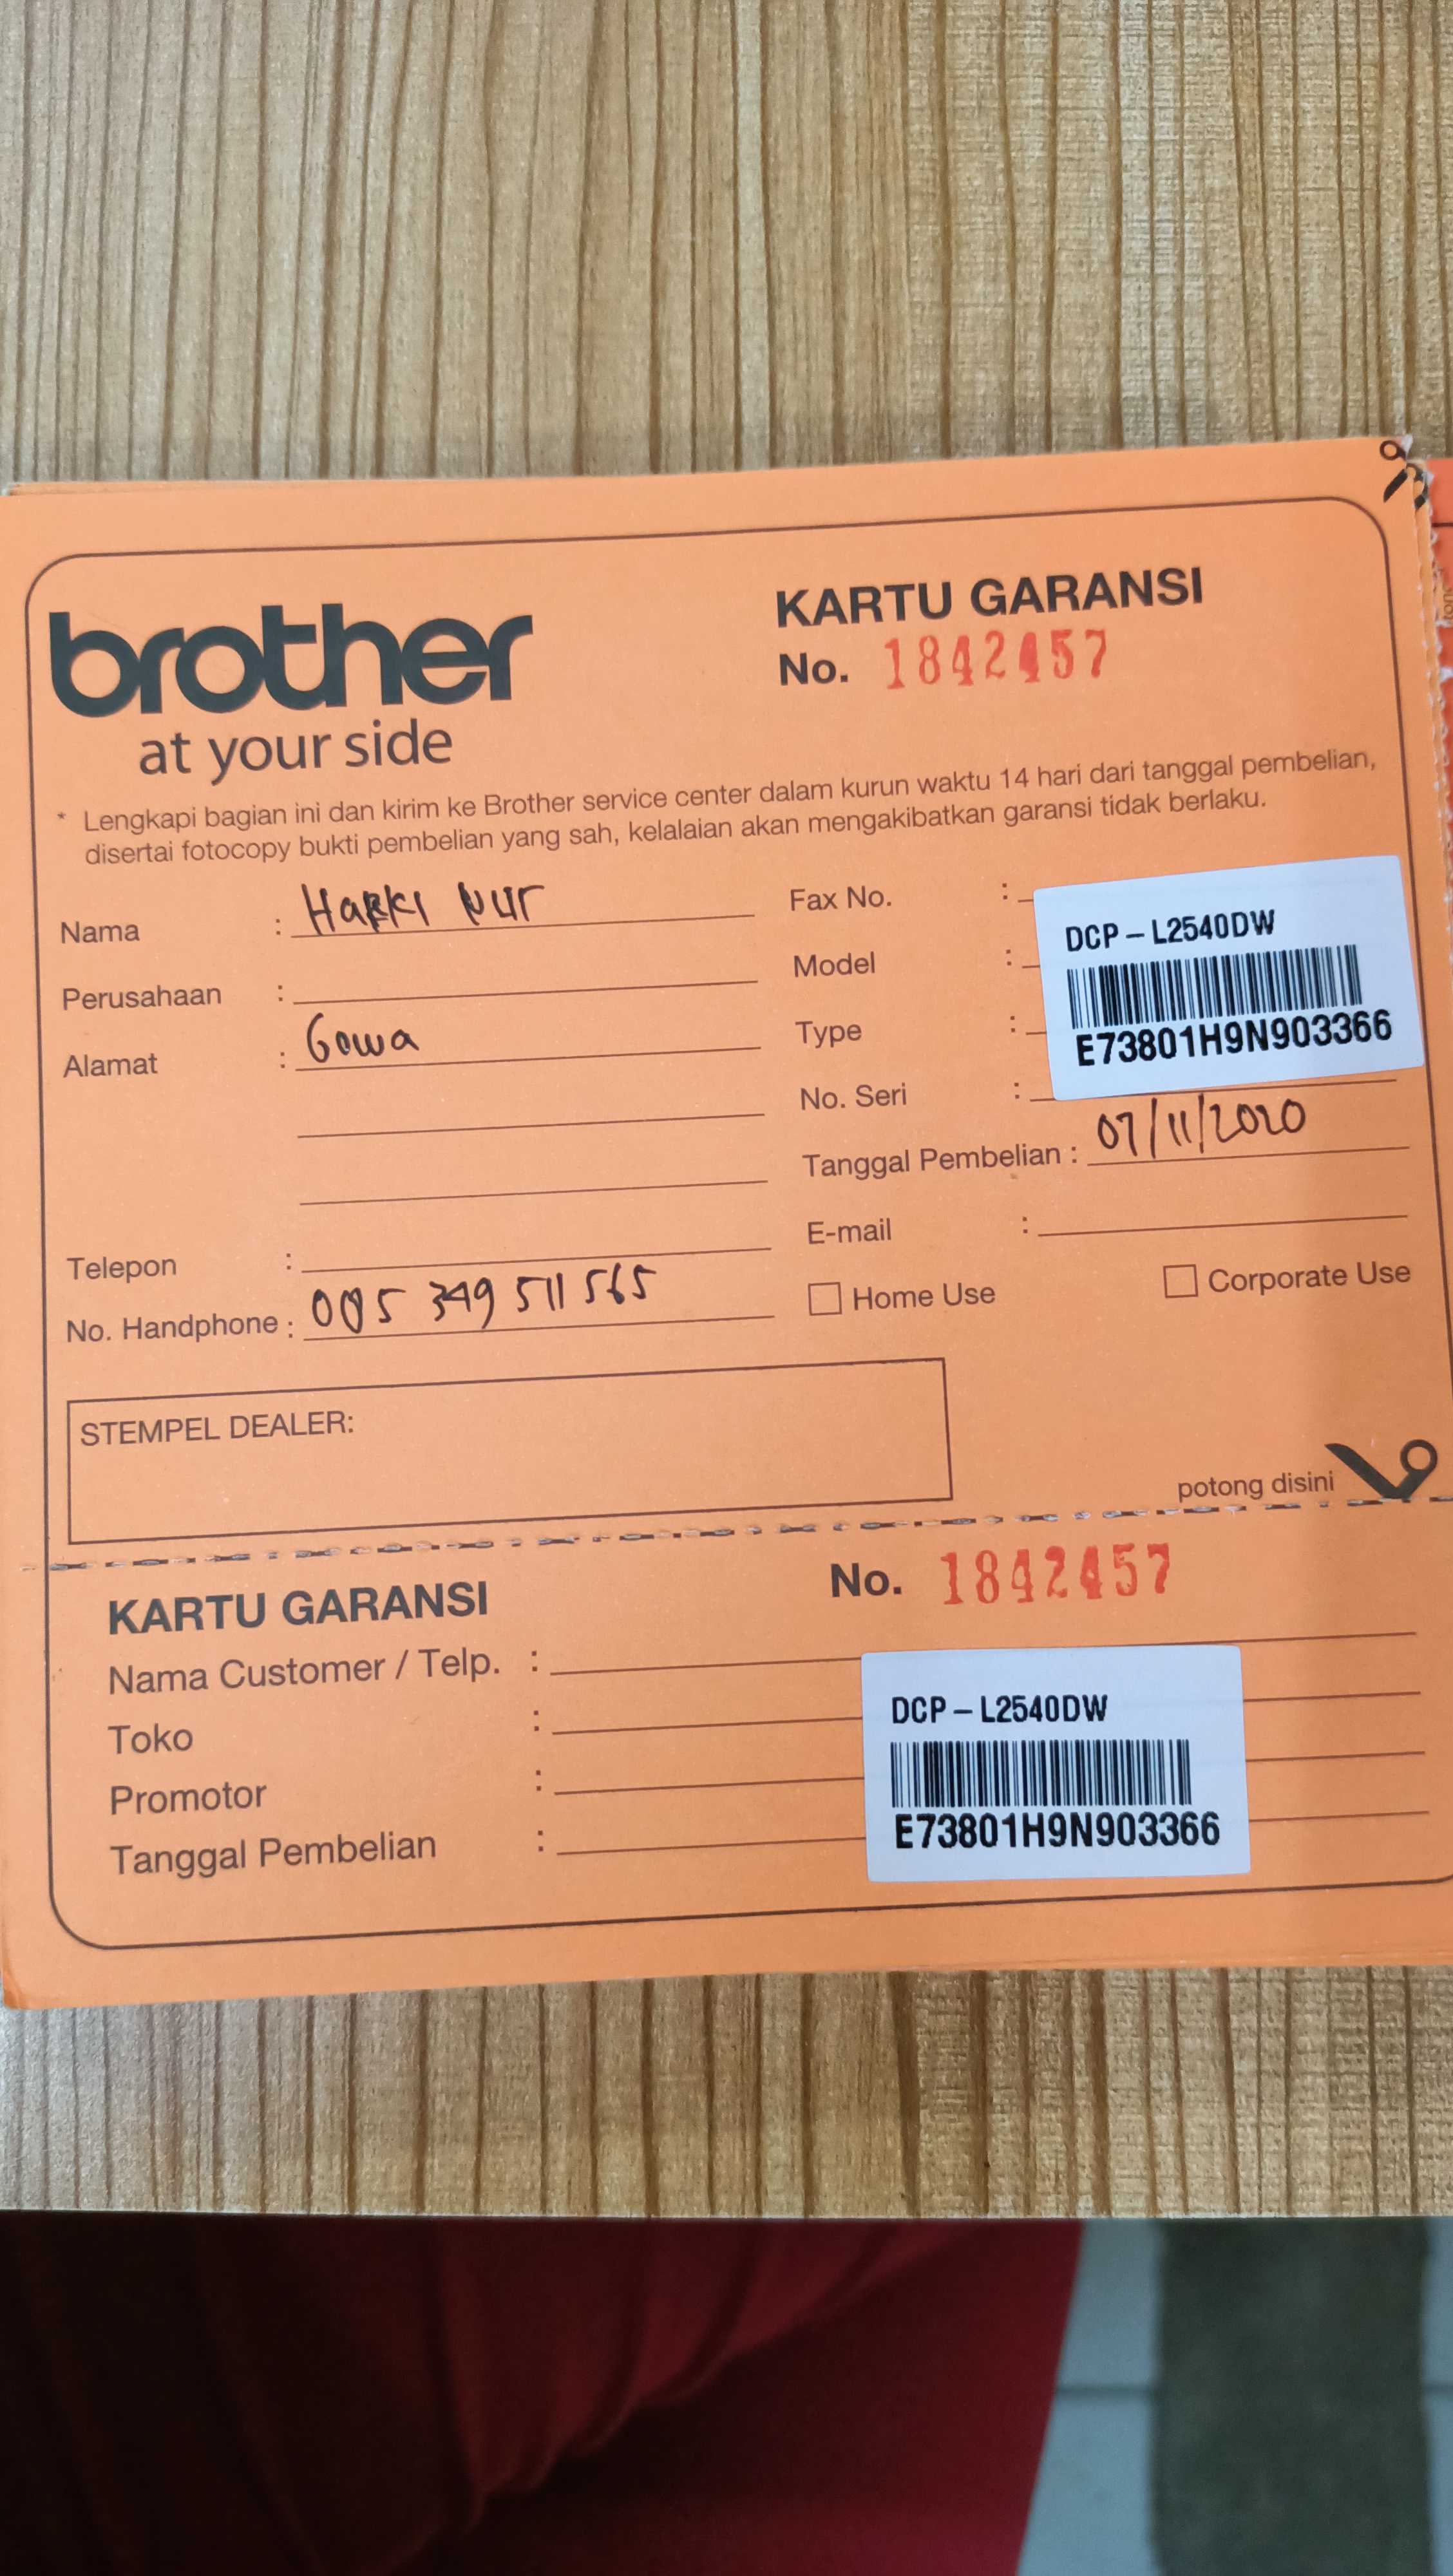 brother
at your side
KARTU GARANSI
No. 1842457
* Lengkapi bagian ini dan kirim ke Brother service center dalam kurun waktu 14 hari dari tanggal pembelian,
disertai fotocopy bukti pembelian yang sah, kelalaian akan mengakibatkan garansi tidak berlaku.
Nama : Hakki Nur
Perusahaan :
Alamat : Gowa
Telepon :
No. Handphone : 085 349 511 565
Fax No. :
Model :
Type :
No. Seri :
DCP – L2540DW
E73801H9N903366
Tanggal Pembelian : 07/11/2020
E-mail :
Home Use
Corporate Use
STEMPEL DEALER:
potong disini
KARTU GARANSI
No. 1842457
Nama Customer / Telp. :
Toko :
Promotor :
Tanggal Pembelian :
DCP – L2540DW
E73801H9N903366